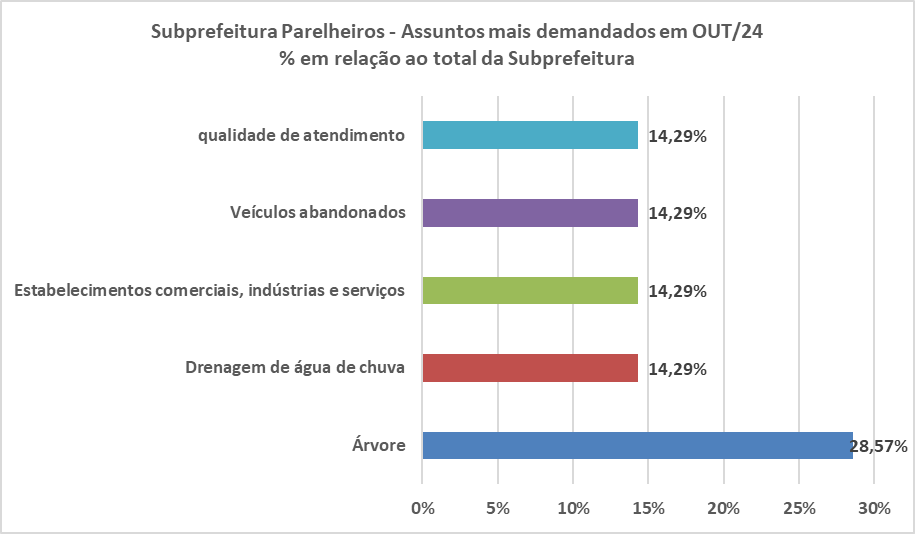 Subprefeitura Parelheiros - Assuntos mais demandados em OUT/24
% em relação ao total da Subprefeitura
qualidade de atendimento 14,29%
Veículos abandonados 14,29%
Estabelecimentos comerciais, indústrias e serviços 14,29%
Drenagem de água de chuva 14,29%
Árvore 28,57%
0% 5% 10% 15% 20% 25% 30%